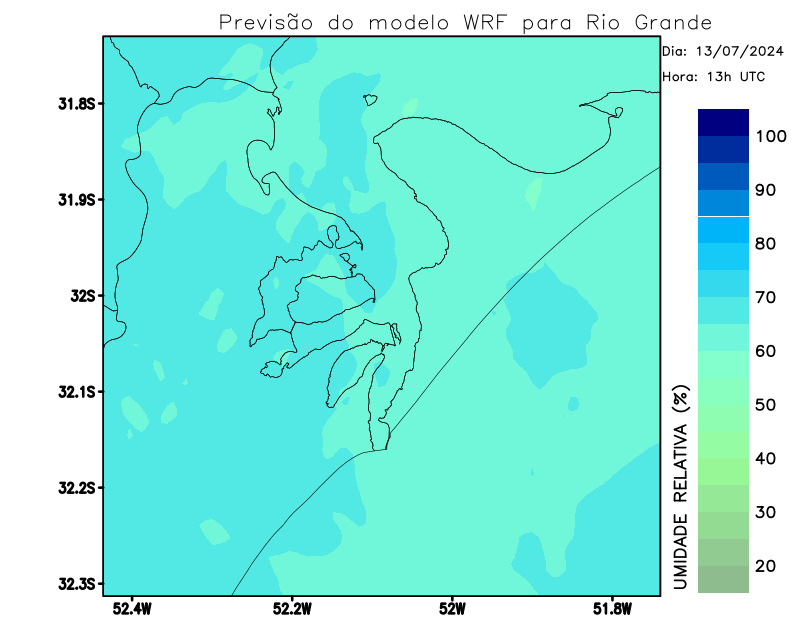 Previsão do modelo WRF para Rio Grande
Dia: 13/07/2024
Hora: 13h UTC
31.8S
31.9S
32S
32.1S
32.2S
32.3S
52.4W
52.2W
52W
51.8W
100
90
80
70
60
50
40
30
20
UMIDADE RELATIVA (%)